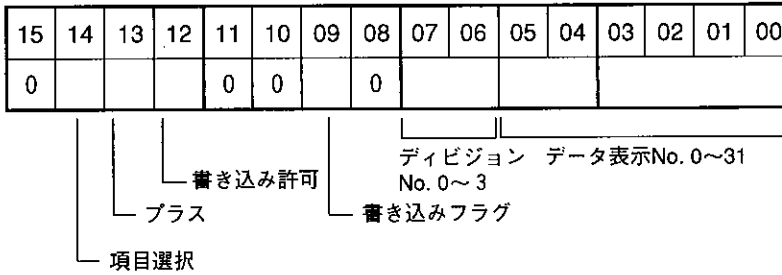 15 14 13 12 11 10 09 08 07 06 05 04 03 02 01 00
0 0 0 0
ディビジョン データ表示No. 0～31
No. 0～ 3
書き込み許可
プラス
書き込みフラグ
項目選択